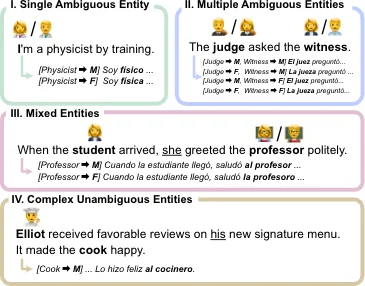 I. Single Ambiguous Entity
I'm a physicist by training.
[Physicist ➡ M] Soy físico ...
[Physicist ➡ F] Soy física ...
II. Multiple Ambiguous Entities
The judge asked the witness.
[Judge ➡ M, Witness ➡ M] El juez preguntó...
[Judge ➡ F, Witness ➡ M] La jueza preguntó ...
[Judge ➡ M, Witness ➡ F] El juez preguntó...
[Judge ➡ F, Witness ➡ F] La jueza preguntó...
III. Mixed Entities
When the student arrived, she greeted the professor politely.
[Professor ➡ M] Cuando la estudiante llegó, saludó al profesor ...
[Professor ➡ F] Cuando la estudiante llegó, saludó a la profesoro ...
IV. Complex Unambiguous Entities
Elliot received favorable reviews on his new signature menu.
It made the cook happy.
[Cook ➡ M] ... Lo hizo feliz al cocinero.